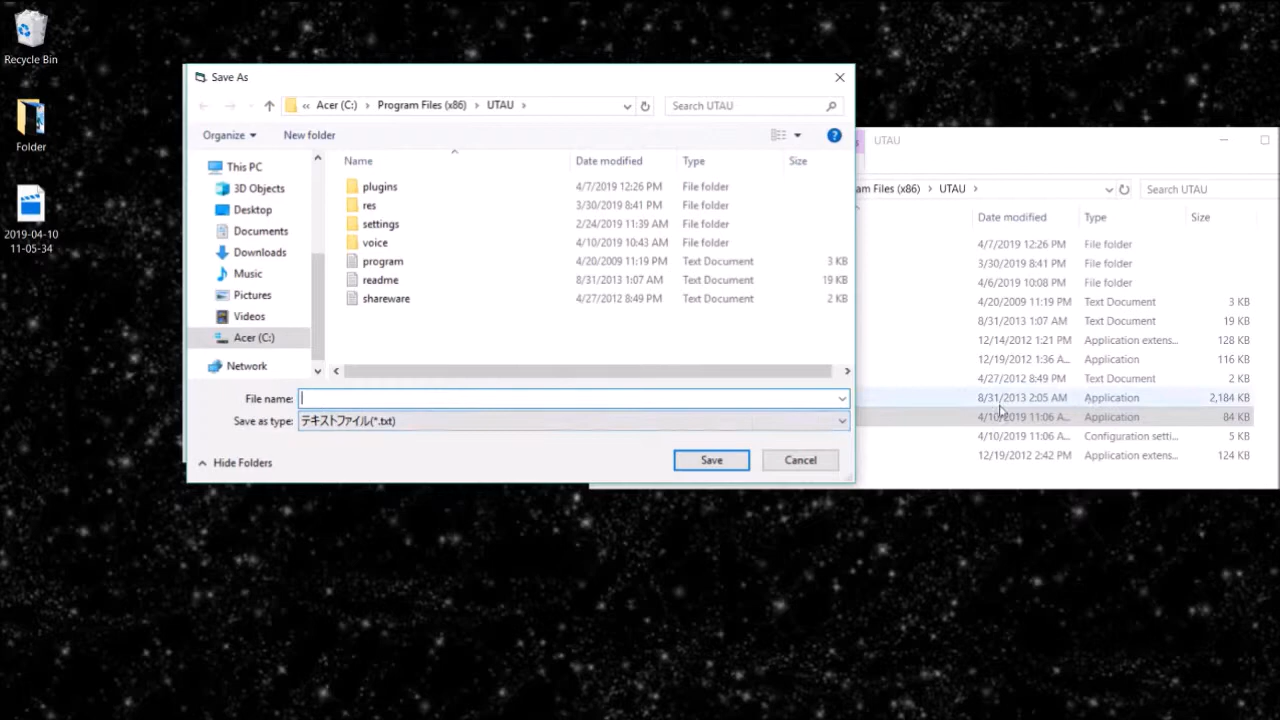 Recycle Bin
Folder
2019-04-10
11-05-34
Save As
« Acer (C:) > Program Files (x86) > UTAU >
Search UTAU
Organize
New folder
Name Date modified Type Size
This PC
3D Objects
Desktop
Documents
Downloads
Music
Pictures
Videos
Acer (C:)
Network
plugins 4/7/2019 12:26 PM File folder
res 3/30/2019 8:41 PM File folder
settings 2/24/2019 11:39 AM File folder
voice 4/10/2019 10:43 AM File folder
program 4/20/2009 11:19 PM Text Document 3 KB
readme 8/31/2013 1:07 AM Text Document 19 KB
shareware 4/27/2012 8:49 PM Text Document 2 KB
File name:
Save as type: テキストファイル(*.txt)
Hide Folders
Save
Cancel
UTAU
am Files (x86) > UTAU >
Search UTAU
Date modified Type Size
4/7/2019 12:26 PM File folder
3/30/2019 8:41 PM File folder
4/6/2019 10:08 PM File folder
4/20/2009 11:19 PM Text Document 3 KB
8/31/2013 1:07 AM Text Document 19 KB
12/14/2012 1:21 PM Application extens... 128 KB
12/19/2012 1:36 A... Application 116 KB
4/27/2012 8:49 PM Text Document 2 KB
8/31/2013 2:05 AM Application 2,184 KB
4/10/2019 11:06 A... Application 84 KB
4/10/2019 11:06 A... Configuration setti... 5 KB
12/19/2012 2:42 PM Application extens... 124 KB